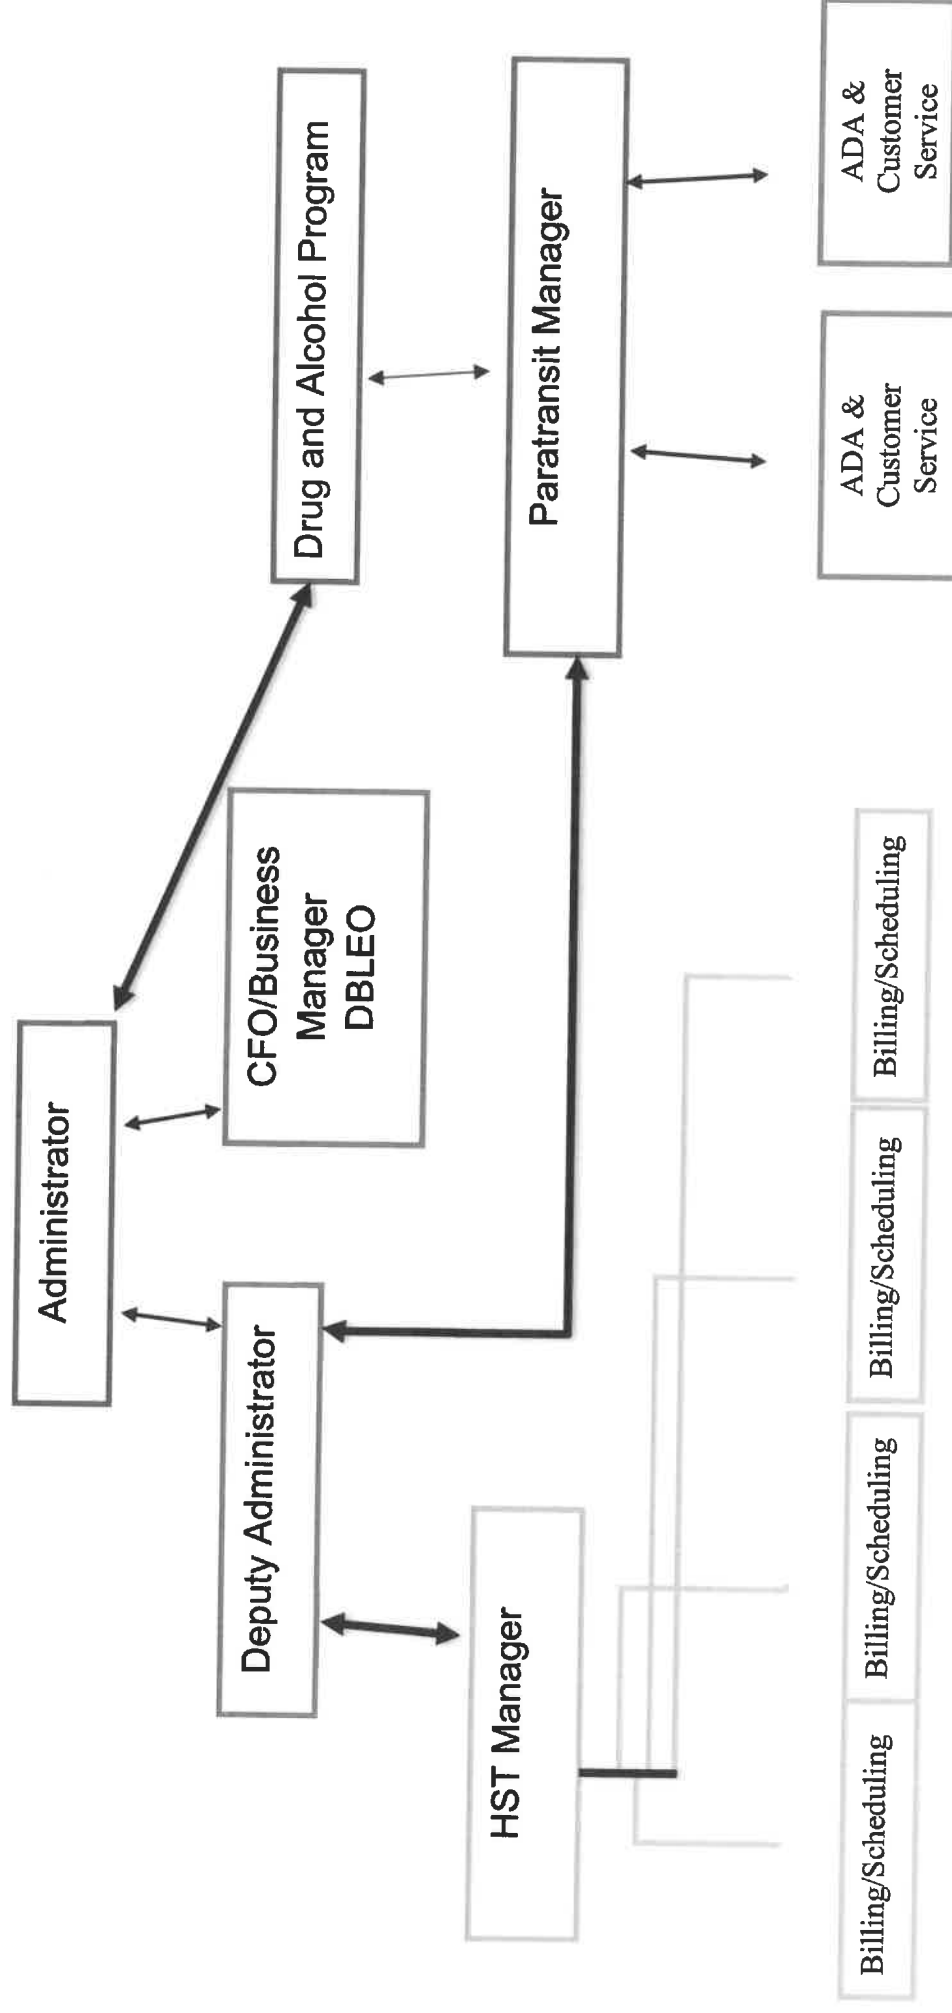 Administrator
Deputy Administrator
CFO/Business
Manager
DBLEO
Drug and Alcohol Program
HST Manager
Paratransit Manager
Billing/Scheduling
Billing/Scheduling
Billing/Scheduling
Billing/Scheduling
ADA &
Customer
Service
ADA &
Customer
Service